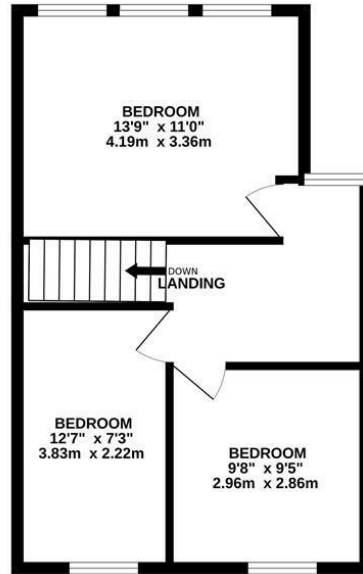 BEDROOM
13'9" x 11'0"
4.19m x 3.36m
DOWN
LANDING
BEDROOM
12'7" x 7'3"
3.83m x 2.22m
BEDROOM
9'8" x 9'5"
2.96m x 2.86m